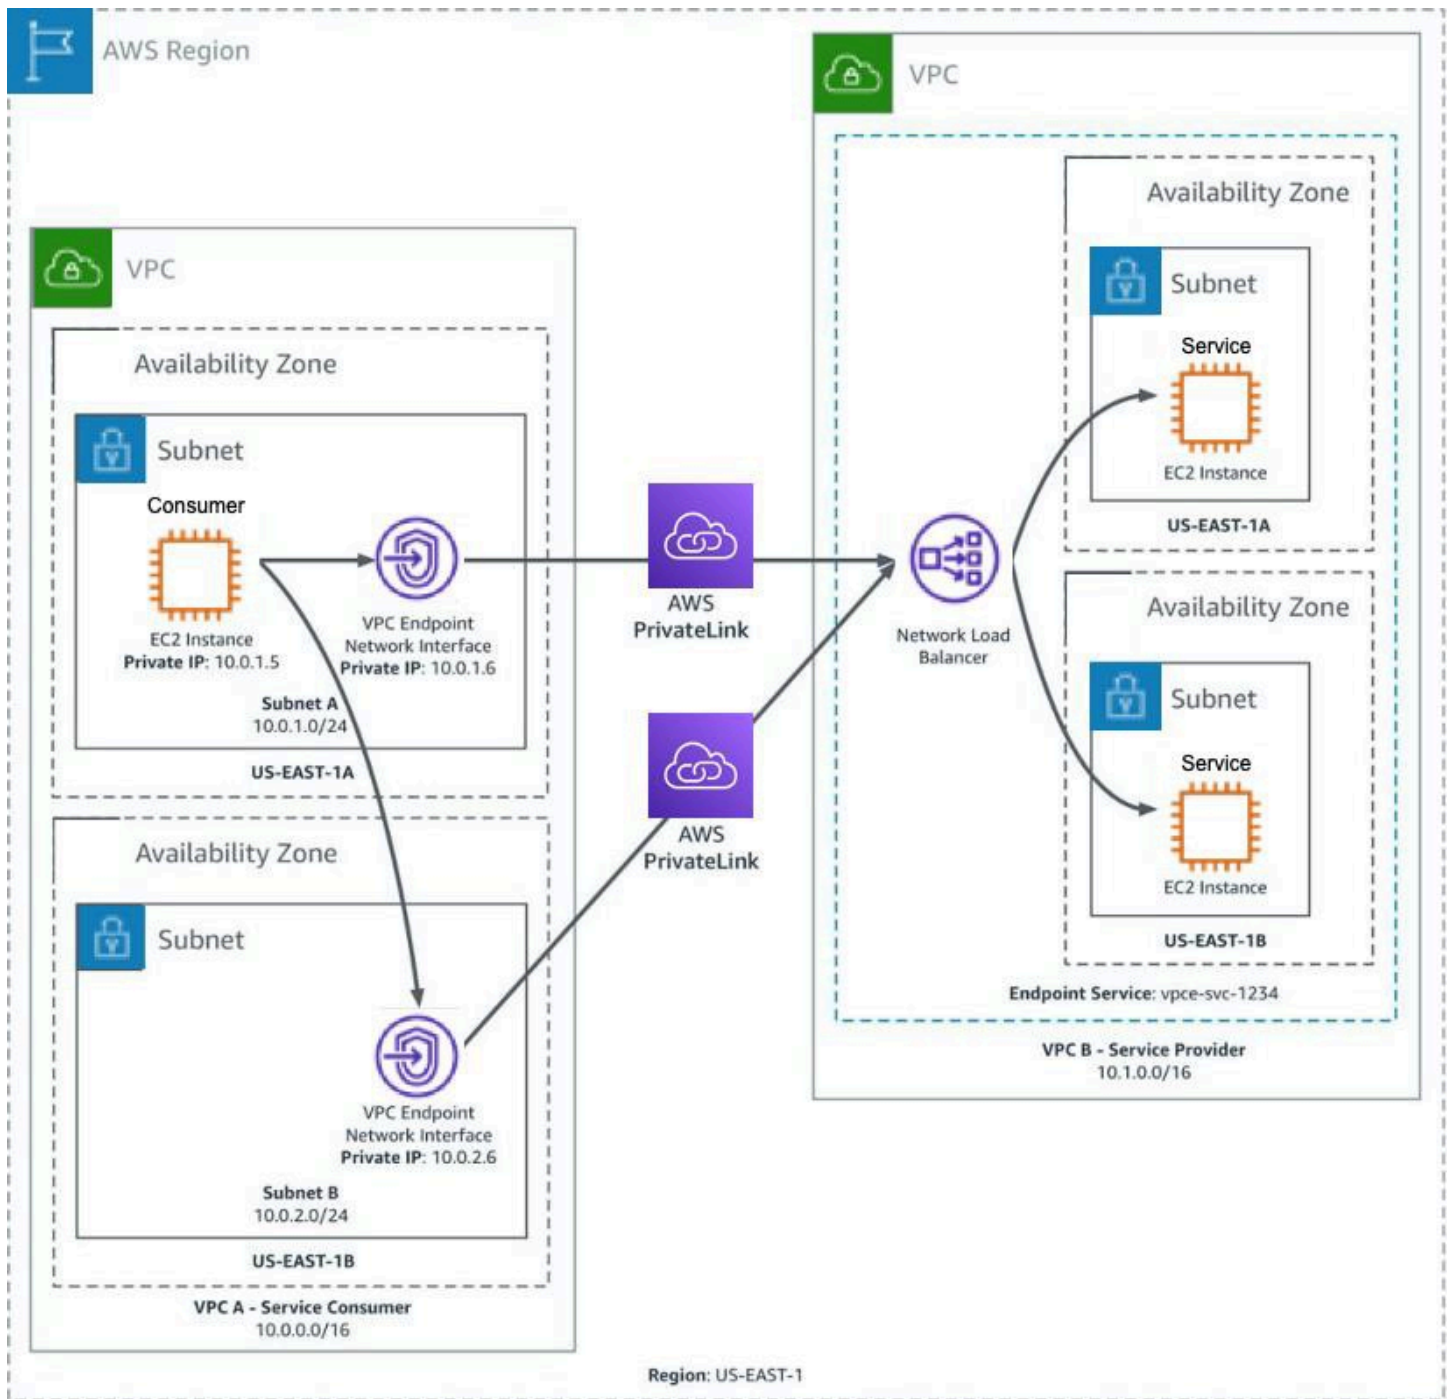 AWS Region
VPC
Availability Zone
Subnet
Consumer
EC2 Instance
Private IP: 10.0.1.5
VPC Endpoint
Network Interface
Private IP: 10.0.1.6
Subnet A
10.0.1.0/24
US-EAST-1A
Availability Zone
Subnet
VPC Endpoint
Network Interface
Private IP: 10.0.2.6
Subnet B
10.0.2.0/24
US-EAST-1B
VPC A - Service Consumer
10.0.0.0/16
AWS
PrivateLink
AWS
PrivateLink
VPC
Network Load
Balancer
Availability Zone
Subnet
Service
EC2 Instance
US-EAST-1A
Availability Zone
Subnet
Service
EC2 Instance
US-EAST-1B
Endpoint Service: vpce-svc-1234
VPC B - Service Provider
10.1.0.0/16
Region: US-EAST-1